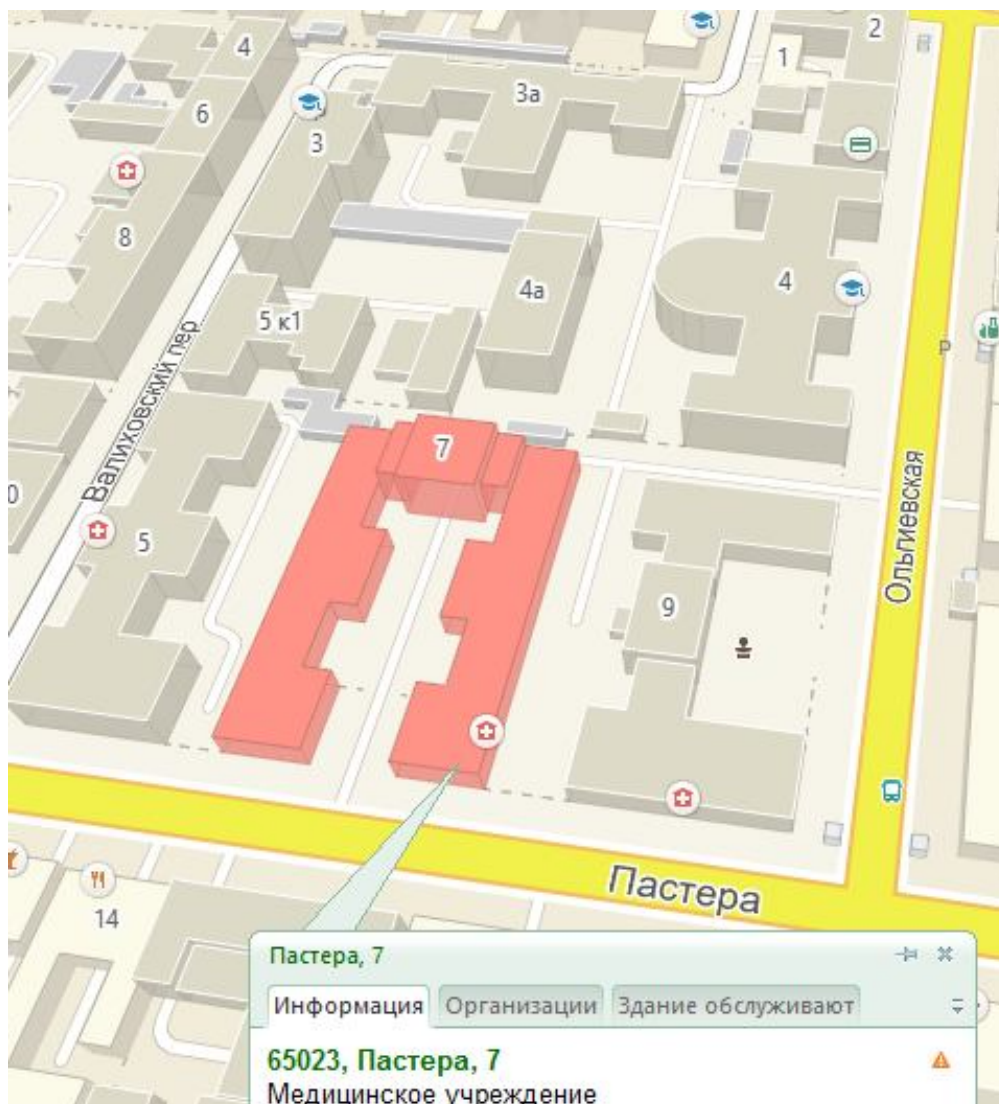 4
2
1
6
3а
3
8
4
4а
5 к1
P
Валиховский пер
7
0
5
Ольгиевская
9
Пастера
14
Пастера, 7
Информация Организации Здание обслуживают
65023, Пастера, 7
Медицинское учреждение